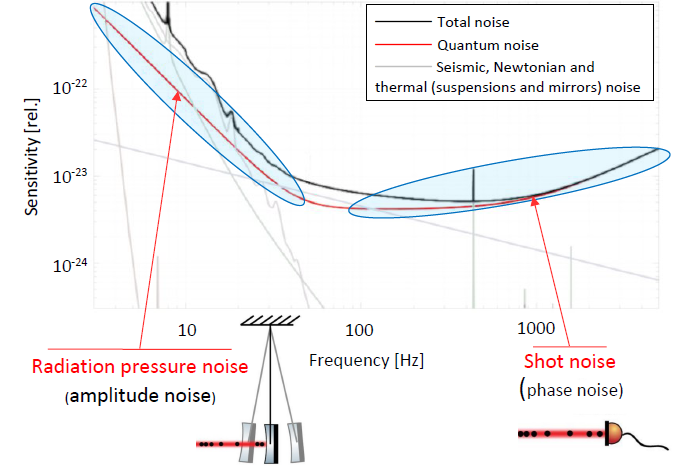 Total noise
Quantum noise
Seismic, Newtonian and
thermal (suspensions and mirrors) noise
Sensitivity [rel.]
10-22
10-23
10-24
10
100
1000
Frequency [Hz]
Radiation pressure noise
(amplitude noise)
Shot noise
(phase noise)